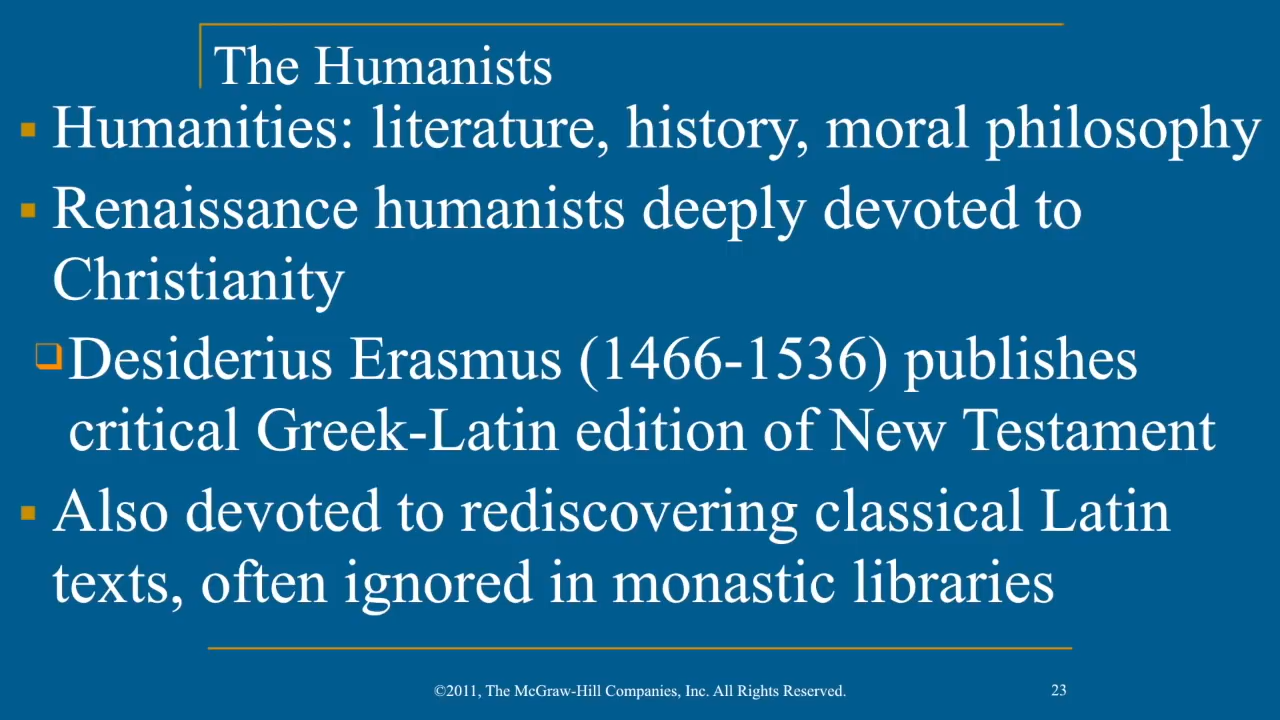 The Humanists
Humanities: literature, history, moral philosophy
Renaissance humanists deeply devoted to
Christianity
Desiderius Erasmus (1466-1536) publishes
critical Greek-Latin edition of New Testament
Also devoted to rediscovering classical Latin
texts, often ignored in monastic libraries
©2011, The McGraw-Hill Companies, Inc. All Rights Reserved.
23